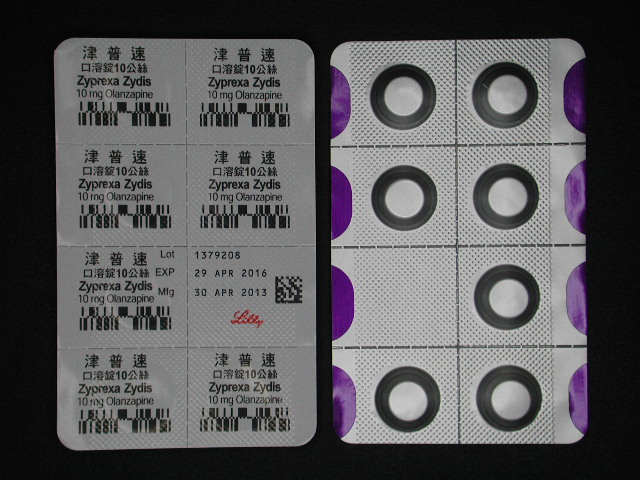 津普速
口溶錠10公絲
Zyprexa Zydis
10 mg Olanzapine
津普速
口溶錠10公絲
Zyprexa Zydis
10 mg Olanzapine
津普速
口溶錠10公絲
Zyprexa Zydis
10 mg Olanzapine
津普速
口溶錠10公絲
Zyprexa Zydis
10 mg Olanzapine
津普速
口溶錠10公絲
Zyprexa Zydis
10 mg Olanzapine
Lot 1379208
EXP 29 APR 2016
Mfg 30 APR 2013
Lilly
津普速
口溶錠10公絲
Zyprexa Zydis
10 mg Olanzapine
津普速
口溶錠10公絲
Zyprexa Zydis
10 mg Olanzapine